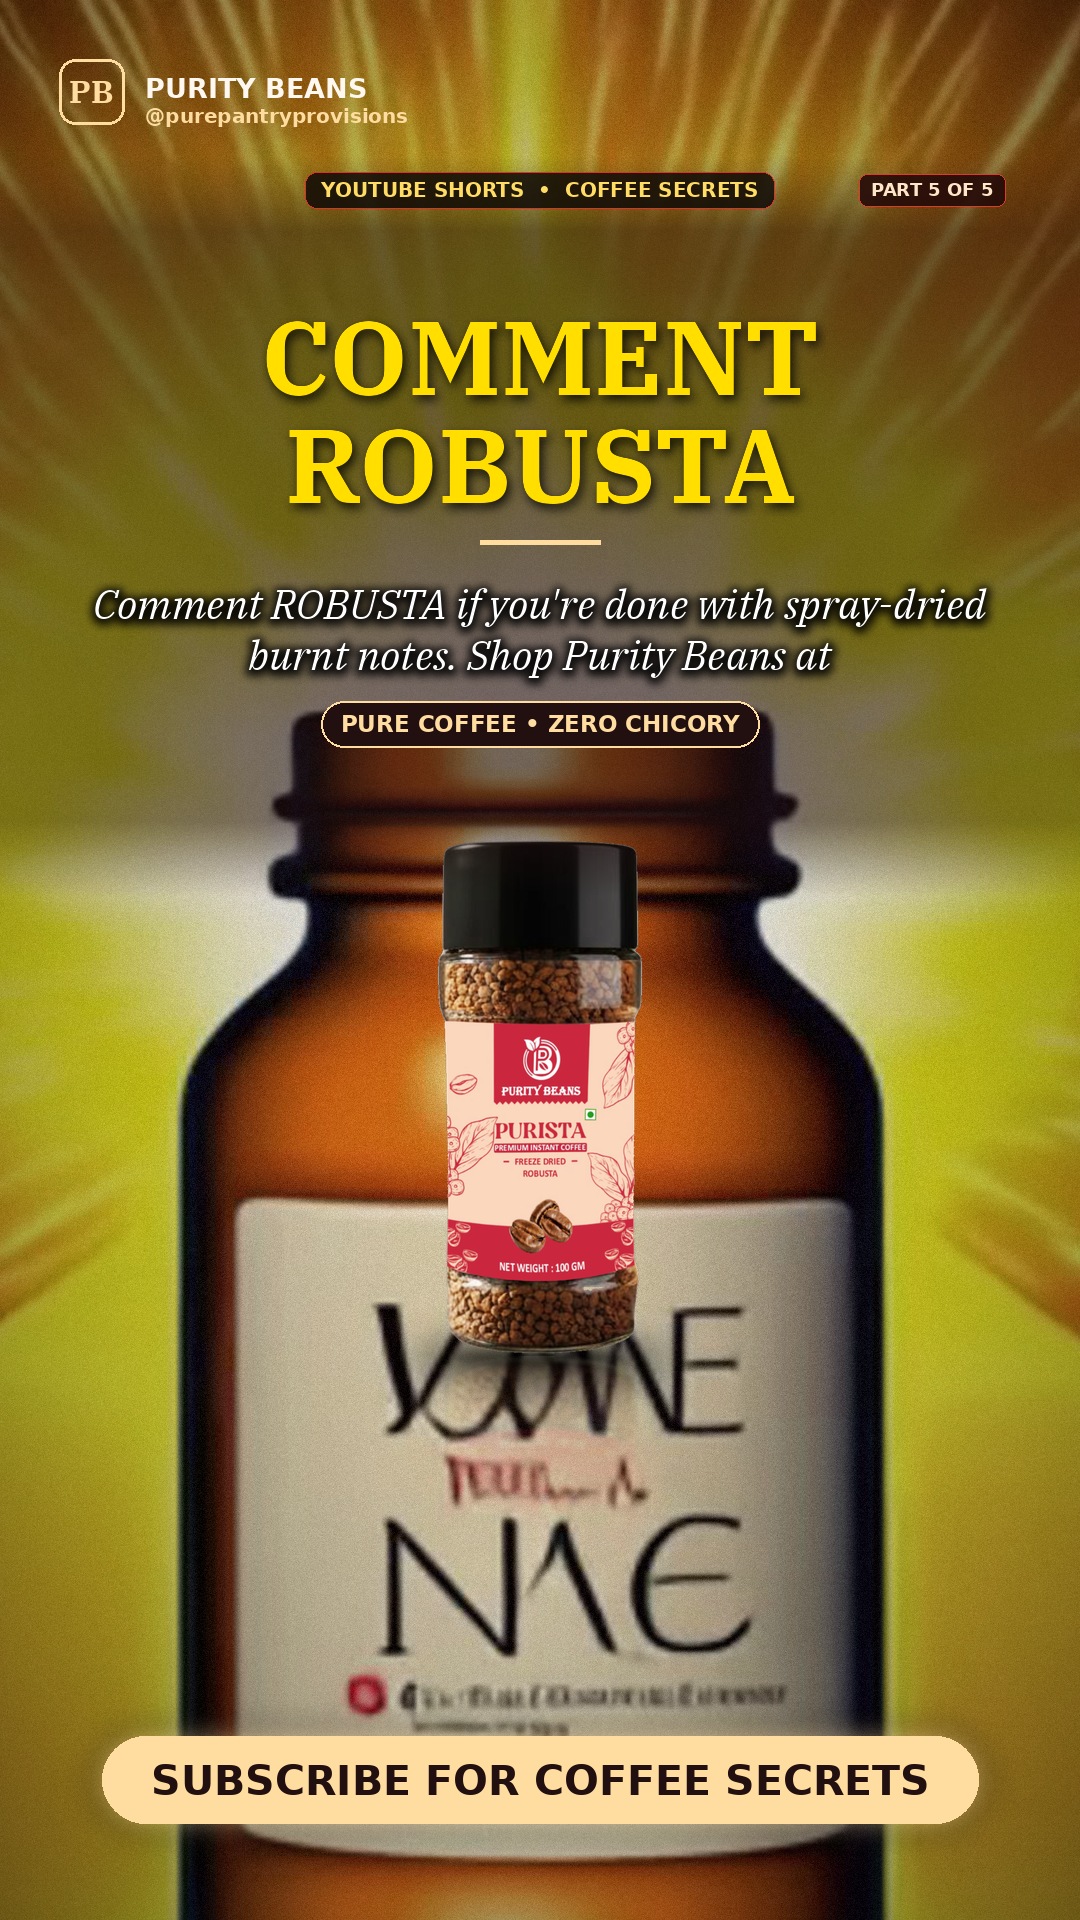 PB
PURITY BEANS
@purepantryprovisions
YOUTUBE SHORTS • COFFEE SECRETS
PART 5 OF 5
COMMENT
ROBUSTA
Comment ROBUSTA if you're done with spray-dried
burnt notes. Shop Purity Beans at
PURE COFFEE • ZERO CHICORY
PURITY BEANS
PURISTA
PREMIUM INSTANT COFFEE
FREEZE DRIED
ROBUSTA
NET WEIGHT : 100 GM
SUBSCRIBE FOR COFFEE SECRETS